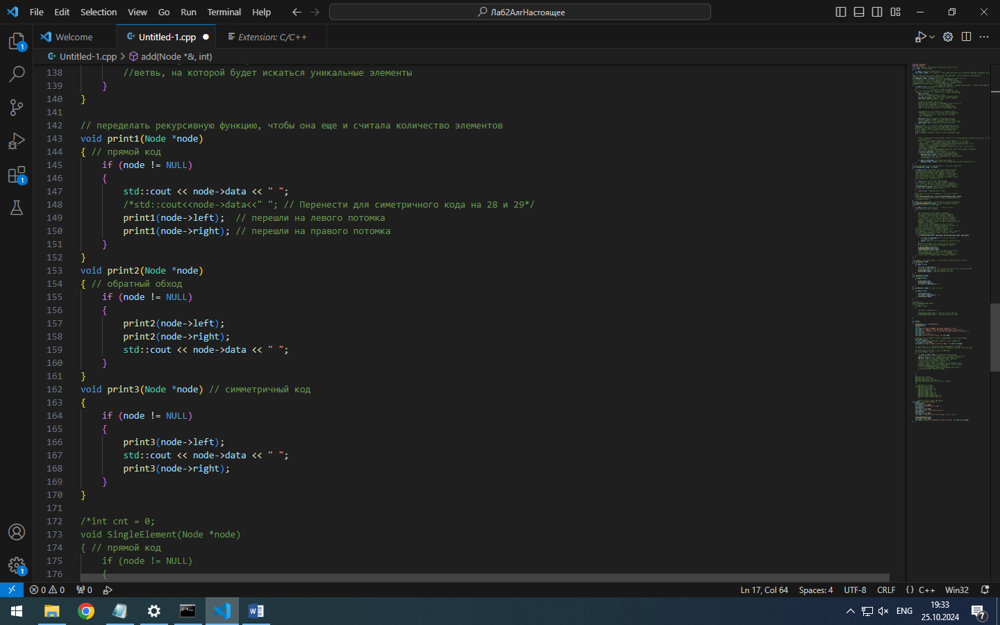 File Edit Selection View Go Run Terminal Help
Лаб2АлгНастоящее
Welcome
Untitled-1.cpp
Extension: C/C++
Untitled-1.cpp > add(Node *&, int)
138 //ветвь, на которой будет искаться уникальные элементы
139 }
140 }
141
142 // переделать рекурсивную функцию, чтобы она еще и считала количество элементов
143 void print1(Node *node)
144 { // прямой код
145 if (node != NULL)
146 {
147 std::cout << node->data << " ";
148 /*std::cout<<node->data<<" "; // Перенести для симетричного кода на 28 и 29*/
149 print1(node->left);  // перешли на левого потомка
150 print1(node->right); // перешли на правого потомка
151 }
152 }
153 void print2(Node *node)
154 { // обратный обход
155 if (node != NULL)
156 {
157 print2(node->left);
158 print2(node->right);
159 std::cout << node->data << " ";
160 }
161 }
162 void print3(Node *node) // симметричный код
163 {
164 if (node != NULL)
165 {
166 print3(node->left);
167 std::cout << node->data << " ";
168 print3(node->right);
169 }
170 }
171
172 /*int cnt = 0;
173 void SingleElement(Node *node)
174 { // прямой код
175 if (node != NULL)
176 {
1
1
1
0 0 0
Ln 17, Col 64 Spaces: 4 UTF-8 CRLF {} C++ Win32
ENG
19:33
25.10.2024
7